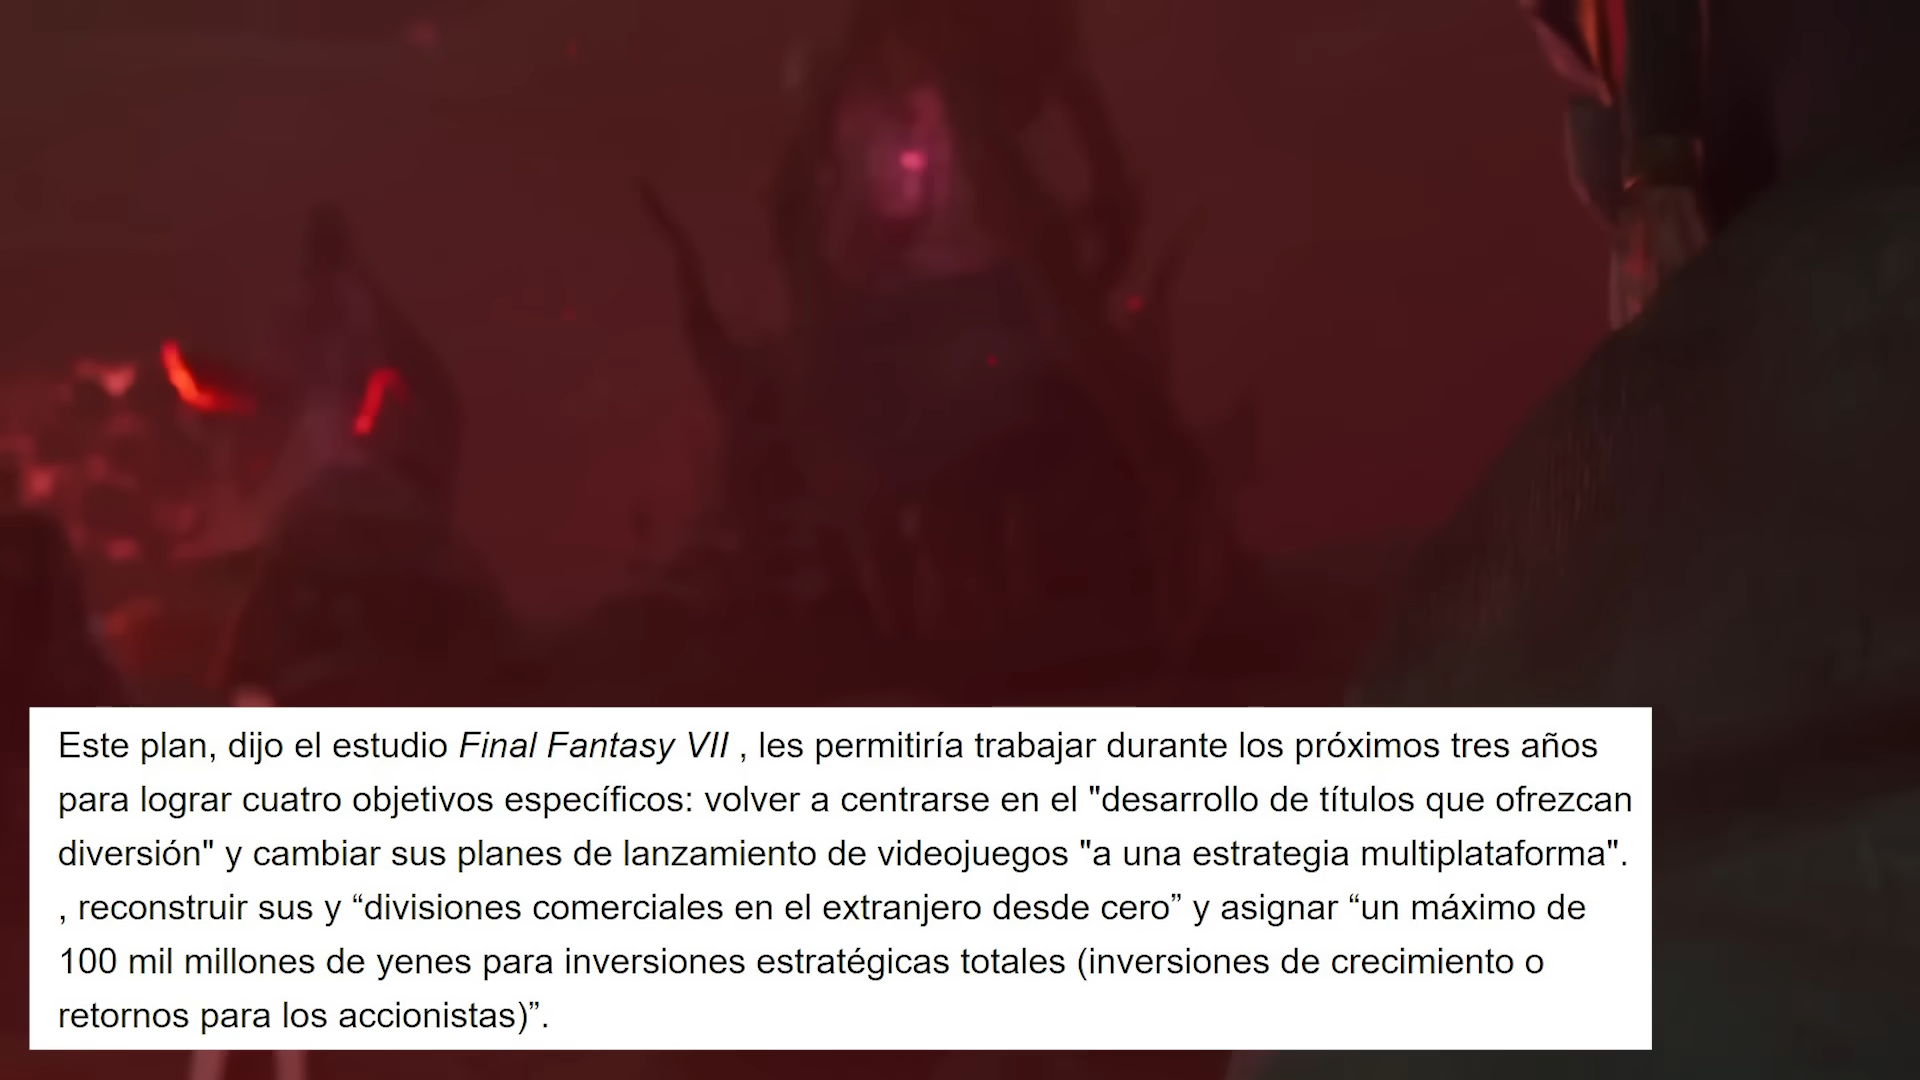 Este plan, dijo el estudio Final Fantasy VII , les permitiría trabajar durante los próximos tres años
para lograr cuatro objetivos específicos: volver a centrarse en el "desarrollo de títulos que ofrezcan
diversión" y cambiar sus planes de lanzamiento de videojuegos "a una estrategia multiplataforma".
, reconstruir sus y “divisiones comerciales en el extranjero desde cero” y asignar “un máximo de
100 mil millones de yenes para inversiones estratégicas totales (inversiones de crecimiento o
retornos para los accionistas)”.